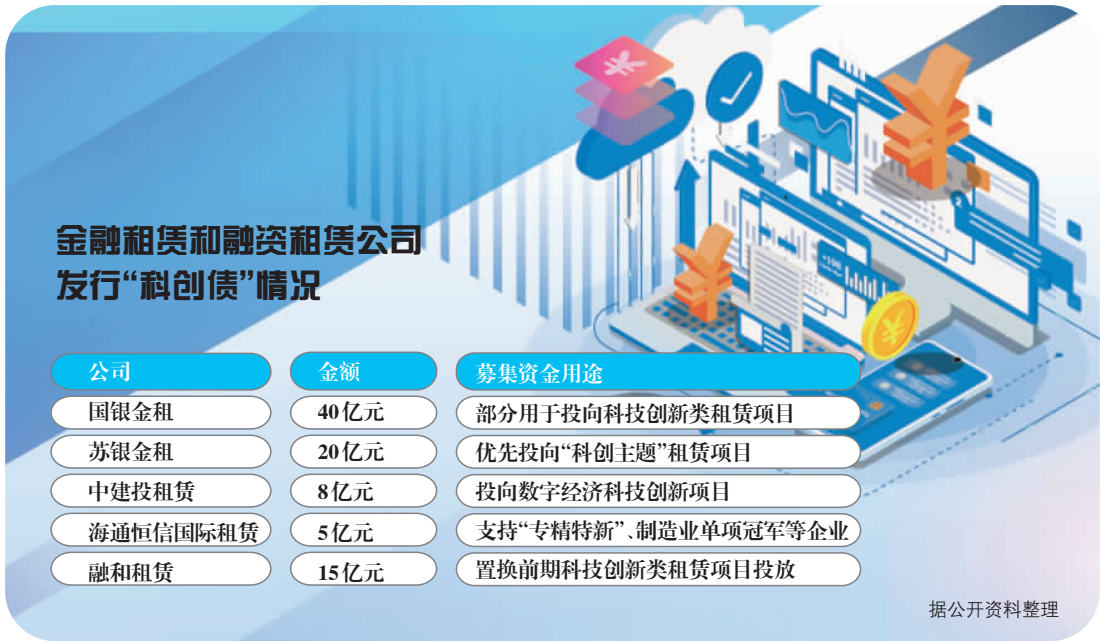 金融租赁和融资租赁公司
发行“科创债”情况
公司 金额 募集资金用途
国银金租 40亿元 部分用于投向科技创新类租赁项目
苏银金租 20亿元 优先投向“科创主题”租赁项目
中建投租赁 8亿元 投向数字经济科技创新项目
海通恒信国际租赁 5亿元 支持“专精特新”、制造业单项冠军等企业
融和租赁 15亿元 置换前期科技创新类租赁项目投放
据公开资料整理